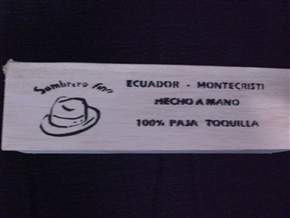 Sombrero fino
ECUADOR - MONTECRISTI
HECHO A MANO
100% PAJA TOQUILLA